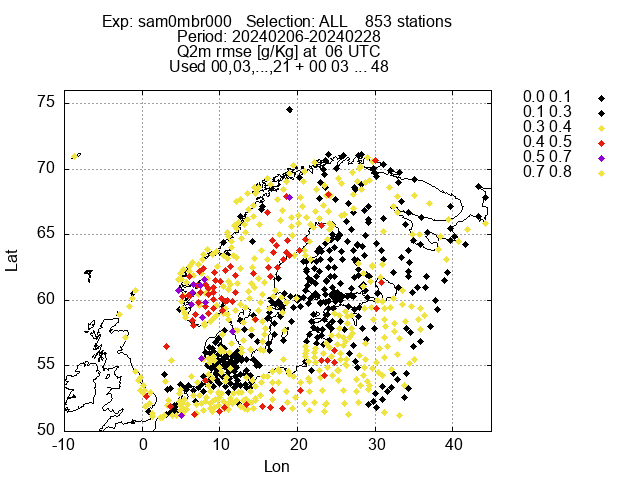 Exp: sam0mbr000 Selection: ALL 853 stations
Period: 20240206-20240228
Q2m rmse [g/Kg] at 06 UTC
Used 00,03,...,21 + 00 03 ... 48
0.0 0.1
0.1 0.3
0.3 0.4
0.4 0.5
0.5 0.7
0.7 0.8
75
70
65
60
55
50
Lat
-10 0 10 20 30 40
Lon